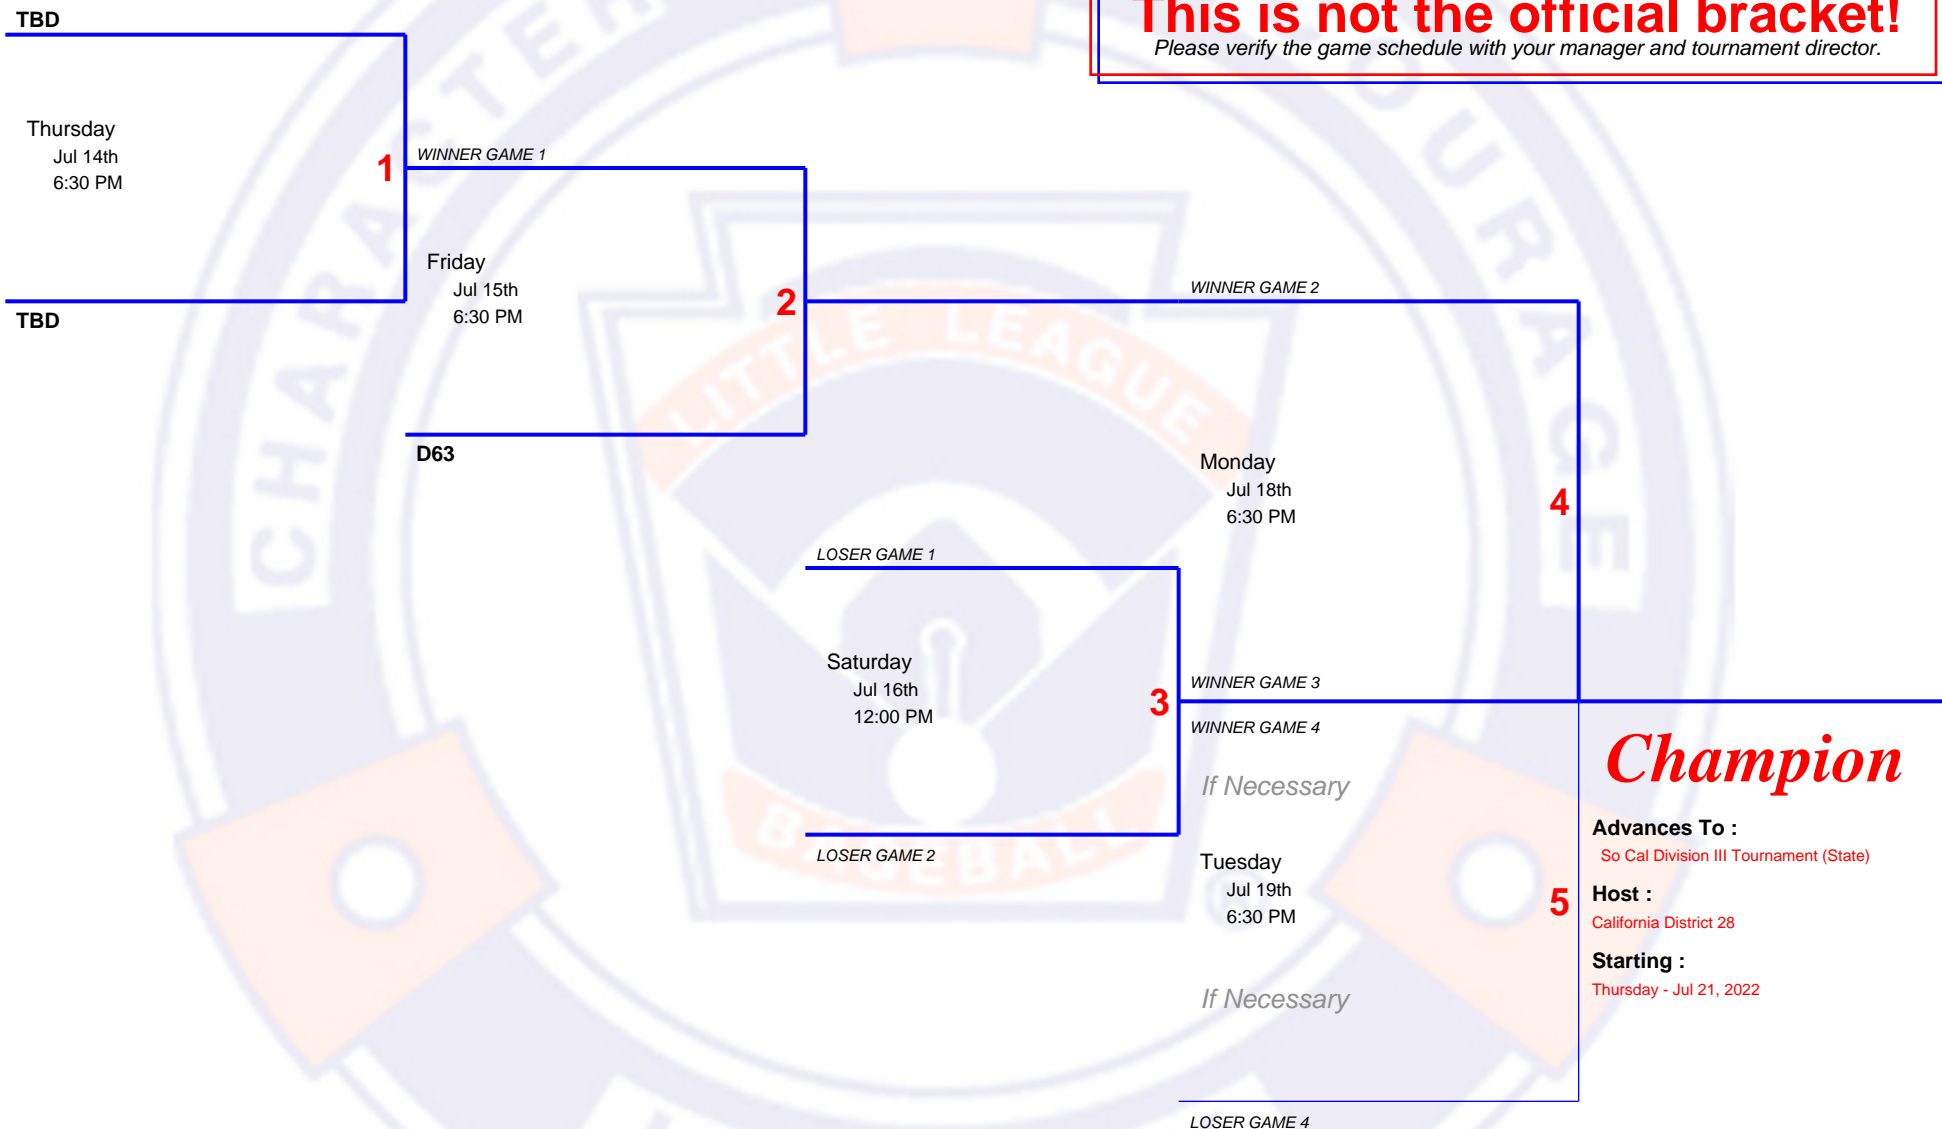 TBD
This is not the official bracket!
Please verify the game schedule with your manager and tournament director.
Thursday
Jul 14th
6:30 PM
1
WINNER GAME 1
TBD
Friday
Jul 15th
6:30 PM
2
D63
WINNER GAME 2
Monday
Jul 18th
6:30 PM
4
LOSER GAME 1
Saturday
Jul 16th
12:00 PM
3
LOSER GAME 2
WINNER GAME 3
WINNER GAME 4
If Necessary
Tuesday
Jul 19th
6:30 PM
5
If Necessary
LOSER GAME 4
Champion
Advances To :
So Cal Division III Tournament (State)
Host :
California District 28
Starting :
Thursday - Jul 21, 2022
CHARACTER
COURAGE
LITTLE LEAGUE
BASEBALL
®